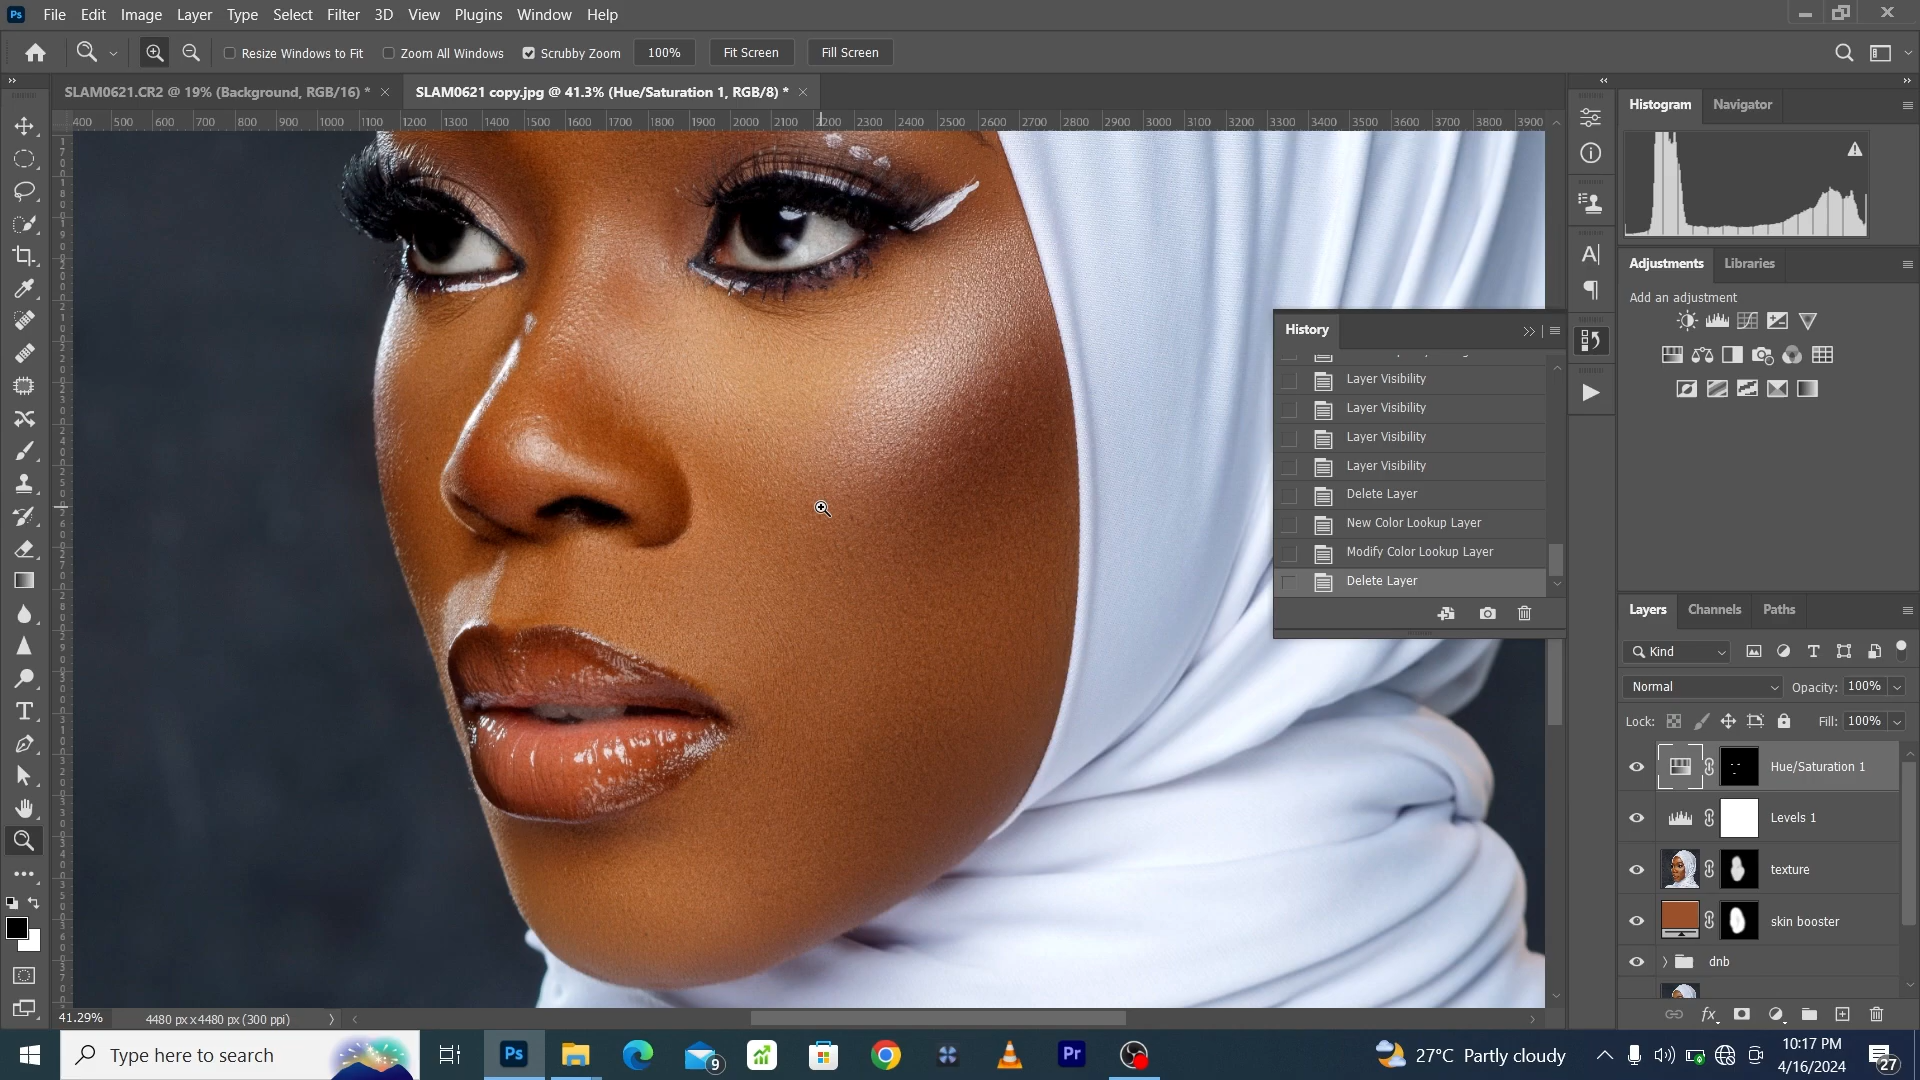 Ps File Edit Image Layer Type Select Filter 3D View Plugins Window Help
Resize Windows to Fit Zoom All Windows Scrubby Zoom 100% Fit Screen Fill Screen
SLAM0621.CR2 @ 19% (Background, RGB/16) * SLAM0621 copy.jpg @ 41.3% (Hue/Saturation 1, RGB/8) *
400 500 600 700 800 900 1000 1100 1200 1300 1400 1500 1600 1700 1800 1900 2000 2100 2200 2300 2400 2500 2600 2700 2800 2900 3000 3100 3200 3300 3400 3500 3600 3700 3800 3900
Histogram Navigator
Adjustments Libraries
Add an adjustment
History
Layer Visibility
Layer Visibility
Layer Visibility
Layer Visibility
Delete Layer
New Color Lookup Layer
Modify Color Lookup Layer
Delete Layer
Layers Channels Paths
Kind
Normal Opacity: 100%
Lock: Fill: 100%
Hue/Saturation 1
Levels 1
texture
skin booster
dnb
41.29% 4480 px x 4480 px (300 ppi)
Type here to search
Ps
9
Pr
27°C Partly cloudy
10:17 PM
4/16/2024
27